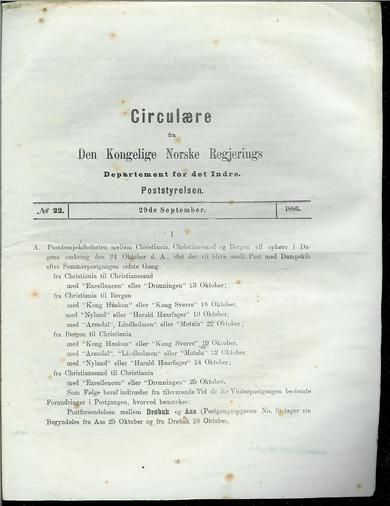 Circulære
fra
Den Kongelige Norske Regjerings
Departement for det Indre.
Poststyrelsen.
№ 22. 29de September. 1886.
I.
A. Postdampskibsfarten mellem Christiania, Christianssand og Bergen vil ophøre i Da-
gene omkring den 24 Oktober d. A., idet der vil blive sendt Post med Dampskib
efter Sommerpostgangen sidste Gang:
fra Christiania til Christianssand
med "Excellencen" eller "Dronningen" 23 Oktober;
fra Christiania til Bergen
med "Kong Haakon" eller "Kong Sverre" 18 Oktober,
med "Nyland" eller "Harald Haarfager" 19 Oktober,
med "Arendal", Lindholmen" eller "Motala" 22 Oktober;
fra Bergen til Christiania
med "Kong Haakon" eller "Kong Sverre" 19 Oktober,
med "Arendal", "Lindholmen" eller "Motala" 22 Oktober,
med "Nyland" eller "Harald Haarfager" 24 Oktober;
fra Christianssand til Christiania
med "Excellencen" eller "Dronningen" 25 Oktober.
Som Følge heraf indtræder fra tilsvarende Tid de for Vinterpostgangen bestemte
Forandringer i Postgangen, hvorved bemærkes:
Postforsendelsen mellem Drøbak og Aas (Postgangsopgaven No. 9) tager sin
Begyndelse fra Aas 25 Oktober og fra Drøbak 28 Oktober.